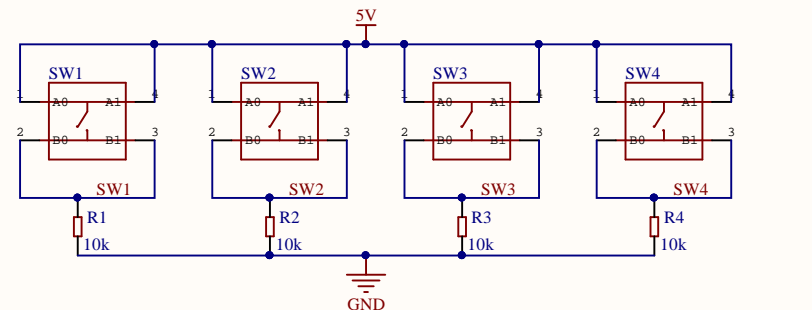 5V
SW1 SW2 SW3 SW4
1 A0 A1 4 1 A0 A1 4 1 A0 A1 4 1 A0 A1 4
2 B0 B1 3 2 B0 B1 3 2 B0 B1 3 2 B0 B1 3
SW1 SW2 SW3 SW4
R1 R2 R3 R4
10k 10k 10k 10k
GND